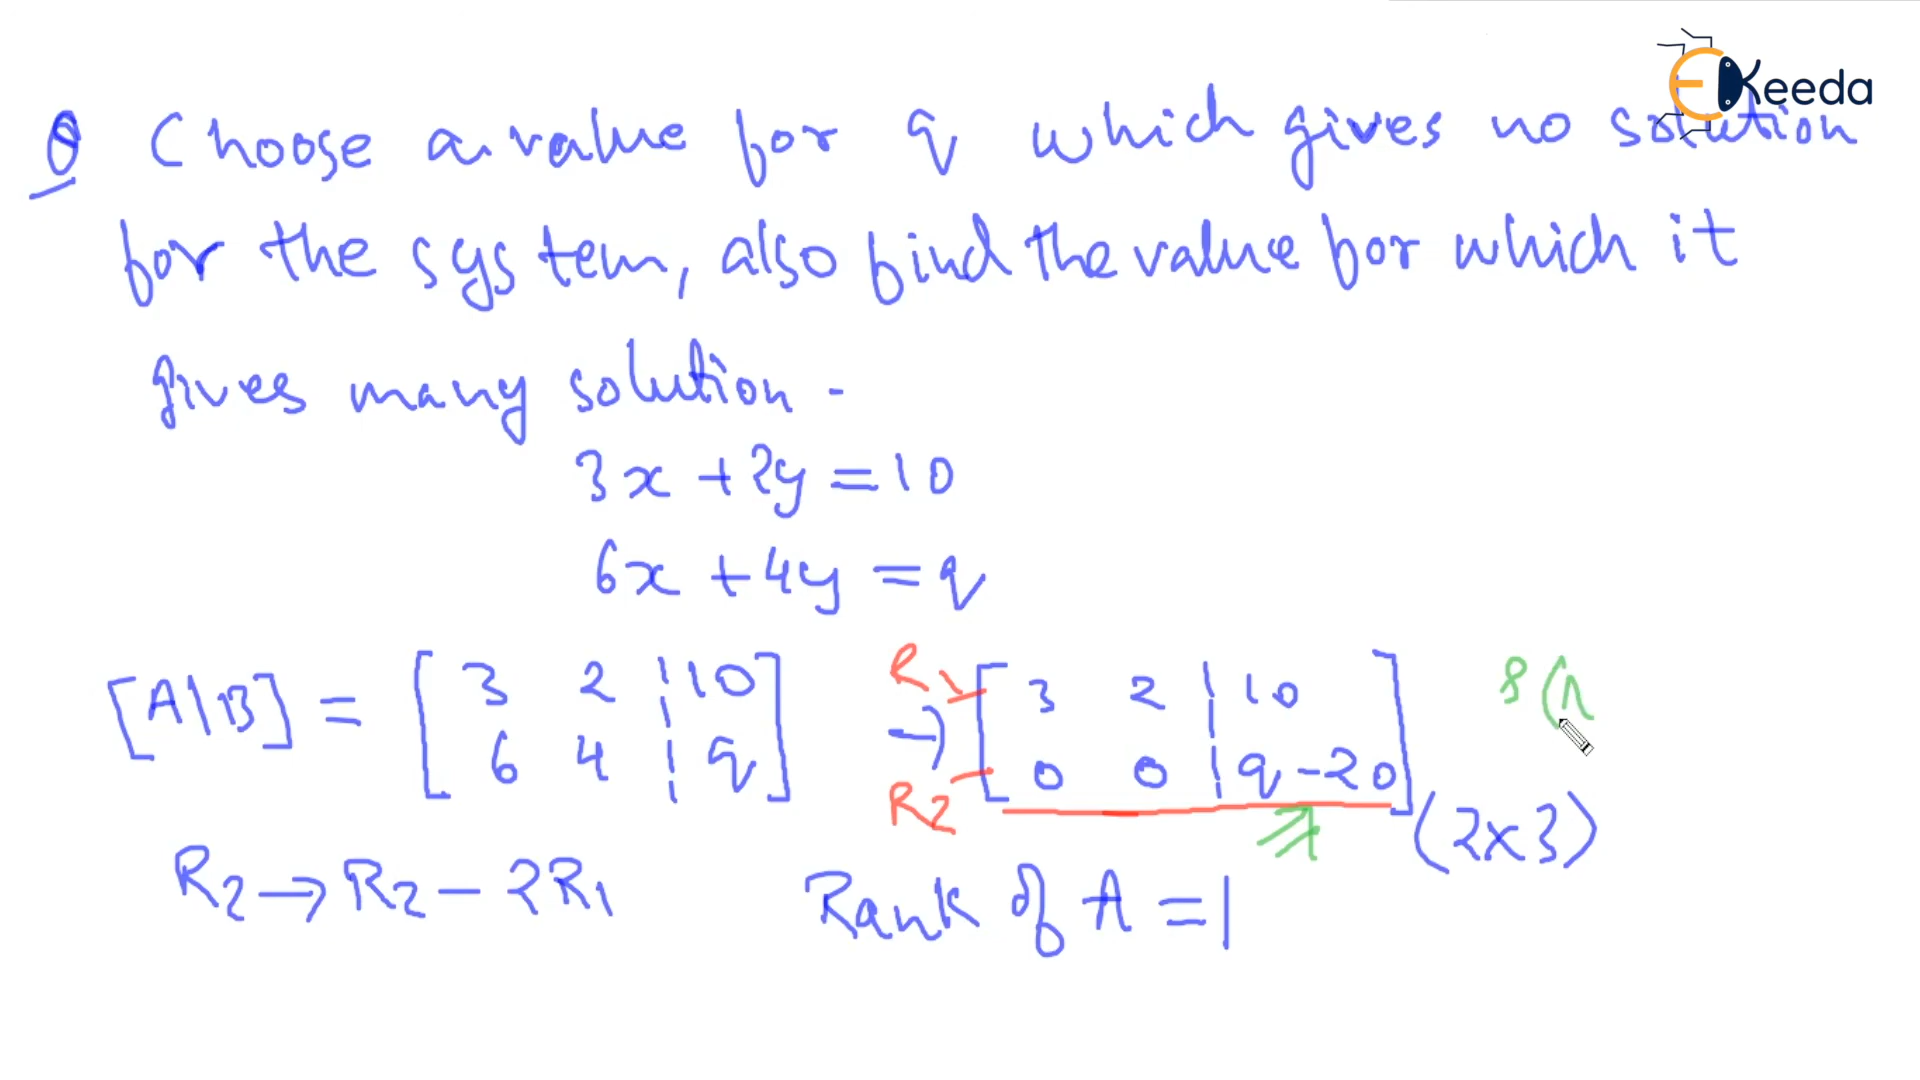 EKeeda
Q Choose a value for q which gives no solution
for the system, also find the value for which it
gives many solution -
3x + 2y = 10
6x + 4y = q
[A|B] = [3 2 | 10
6 4 | q] → [3 2 | 10
0 0 | q - 20] (2x3)
R1
R2
ρ(A
R2 → R2 - 2R1 Rank of A = 1